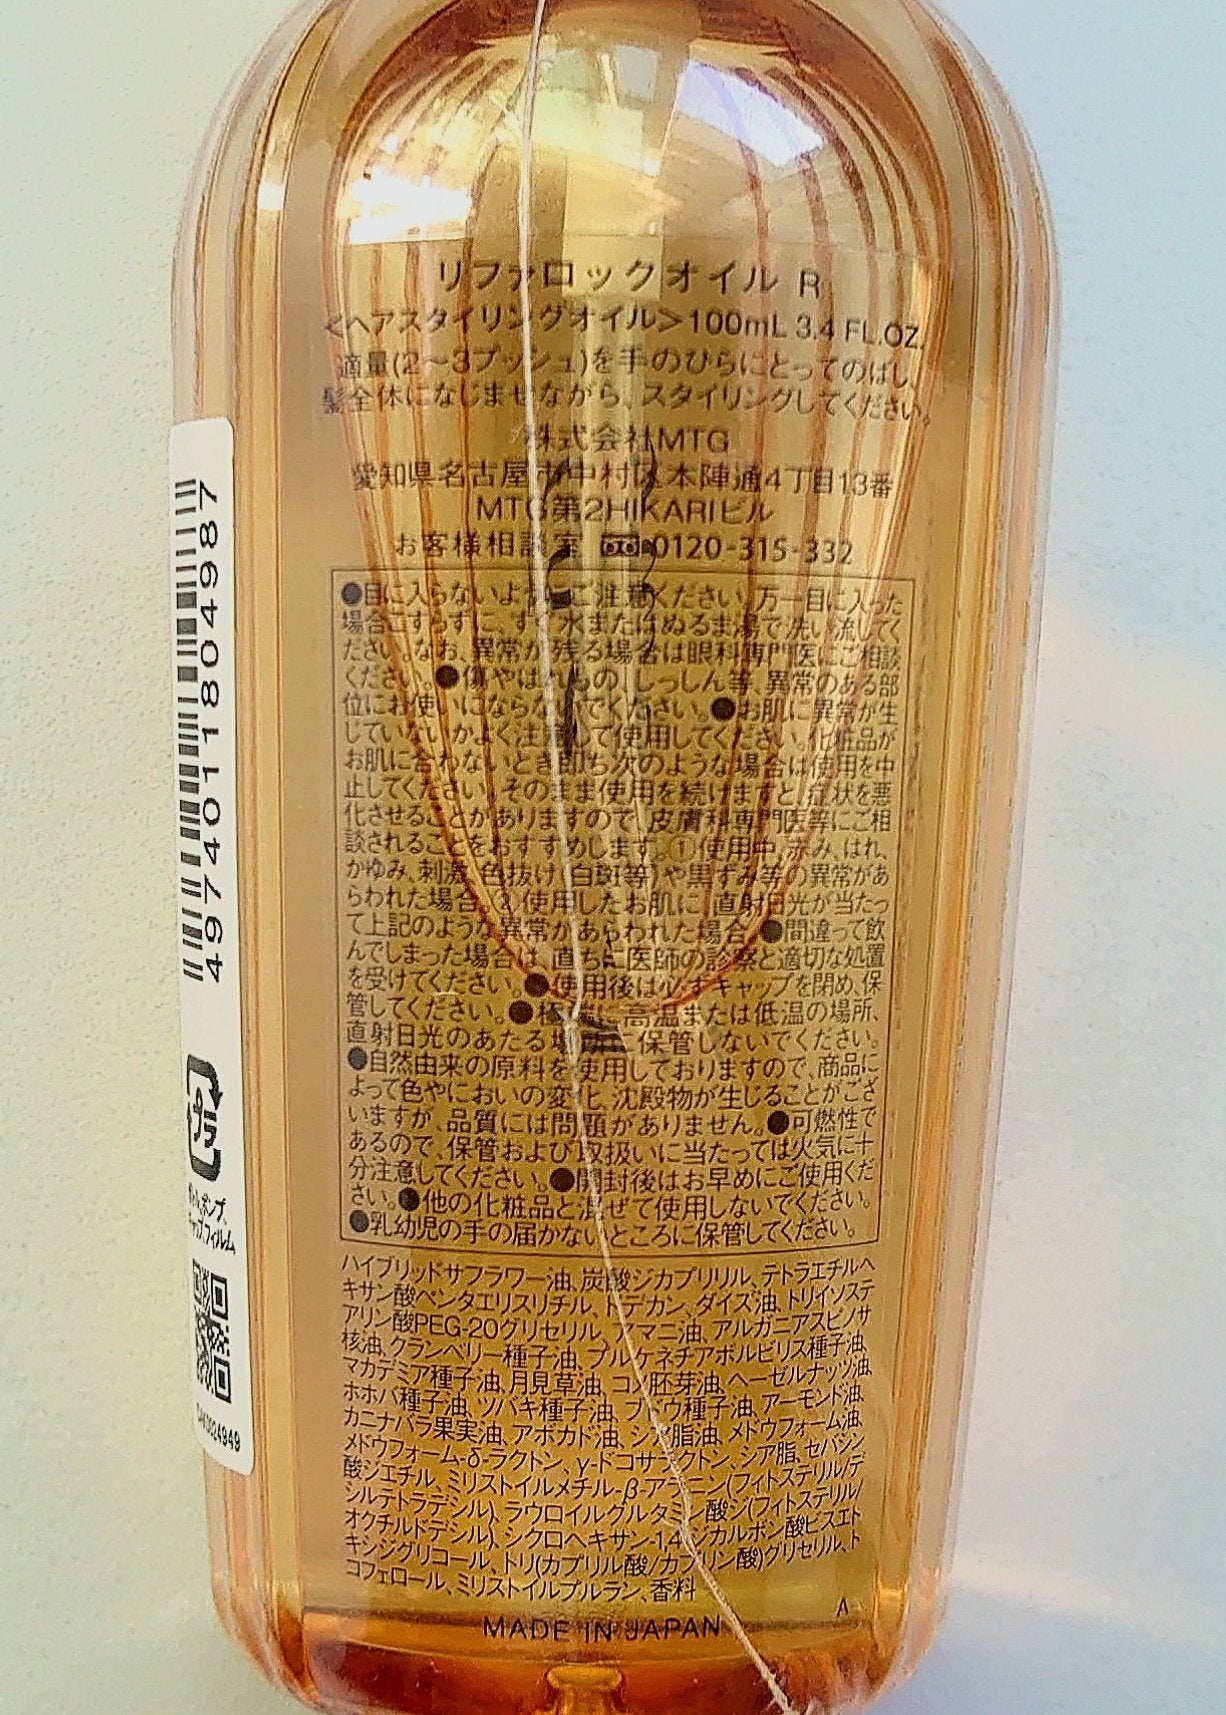 リファロックオイル R
<ヘアスタイリングオイル>100mL 3.4 FL.OZ.
適量(2〜3プッシュ)を手のひらにとってのばし、
髪全体になじませながら、スタイリングしてください。
株式会社MTG
愛知県名古屋市中村区本陣通4丁目13番
MTG第2HIKARIビル
お客様相談室 0120-315-332
●目に入らないようにご注意ください。万一目に入った
場合こすらずに、すぐ水またはぬるま湯で洗い流してく
ださい。なお、異常が残る場合は眼科専門医にご相談
ください。●傷やはれもの、しっしん等、異常のある部
位にお使いにならないでください。●お肌に異常が生
じていないかよく注意して使用してください。化粧品が
お肌に合わないとき即ち次のような場合は使用を中
止してください。そのまま使用を続けますと、症状を悪
化させることがありますので、皮膚科専門医等にご相
談されることをおすすめします。①使用中、赤み、はれ、
かゆみ、刺激、色抜け(白斑等)や黒ずみ等の異常があ
らわれた場合 ②使用したお肌に、直射日光が当たっ
て上記のような異常があらわれた場合 ●間違って飲
んでしまった場合は、直ちに医師の診察と適切な処置
を受けてください。●使用後は必ずキャップを閉め、保
管してください。●極端に高温または低温の場所、
直射日光のあたる場所に保管しないでください。
●自然由来の原料を使用しておりますので、商品に
よって色やにおいの変化、沈殿物が生じることがござ
いますが、品質には問題がありません。●可燃性で
あるので、保管および取扱いに当たっては火気に十
分注意してください。●開封後はお早めにご使用くだ
さい。●他の化粧品と混ぜて使用しないでください。
●乳幼児の手の届かないところに保管してください。
ハイブリッドサフラワー油、炭酸ジカプリリル、テトラエチルヘ
キサン酸ペンタエリスリチル、ドデカン、ダイズ油、トリイソステ
アリン酸PEG-20グリセリル、アマニ油、アルガニアスピノサ
核油、クランベリー種子油、プルケネチアボルビリス種子油、
マカデミア種子油、月見草油、コメ胚芽油、ヘーゼルナッツ油、
ホホバ種子油、ツバキ種子油、ブドウ種子油、アーモンド油、
カニナバラ果実油、アボカド油、シア脂油、メドウフォーム油、
メドウフォーム-δ-ラクトン、γ-ドコサラクトン、シア脂、セバシン
酸ジエチル、ミリストイルメチル-β-アラニン(フィトステリル/デ
シルテトラデシル)、ラウロイルグルタミン酸ジ(フィトステリル/
オクチルドデシル)、シクロヘキサン-1,4-ジカルボン酸ビスエト
キシジグリコール、トリ(カプリル酸/カプリン酸)グリセリル、ト
コフェロール、ミリストイルプルラン、香料
A
MADE IN JAPAN
4974011804987
プラ
ボトル、ポンプ、
キャップ、フィルム